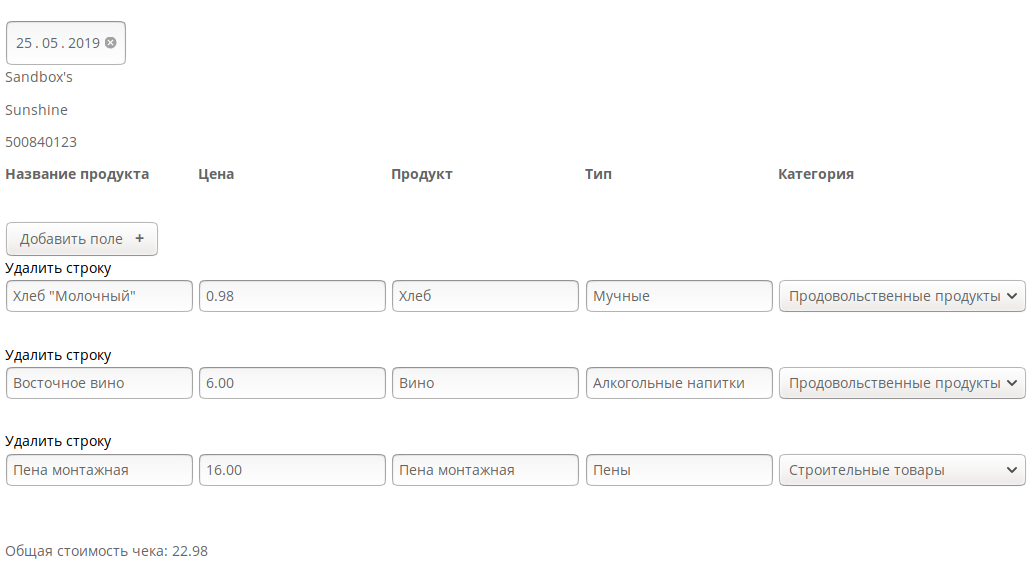 25.05.2019
Sandbox's
Sunshine
500840123
Название продукта Цена Продукт Тип Категория
Добавить поле +
Удалить строку
Хлеб "Молочный" 0.98 Хлеб Мучные Продовольственные продукты
Удалить строку
Восточное вино 6.00 Вино Алкогольные напитки Продовольственные продукты
Удалить строку
Пена монтажная 16.00 Пена монтажная Пены Строительные товары
Общая стоимость чека: 22.98